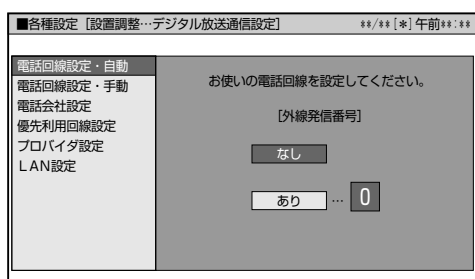 ■各種設定［設置調整…デジタル放送通信設定］ **/**[*]午前**:**
電話回線設定・自動
電話回線設定・手動
電話会社設定
優先利用回線設定
プロバイダ設定
ＬＡＮ設定
お使いの電話回線を設定してください。
［外線発信番号］
なし
あり … 0